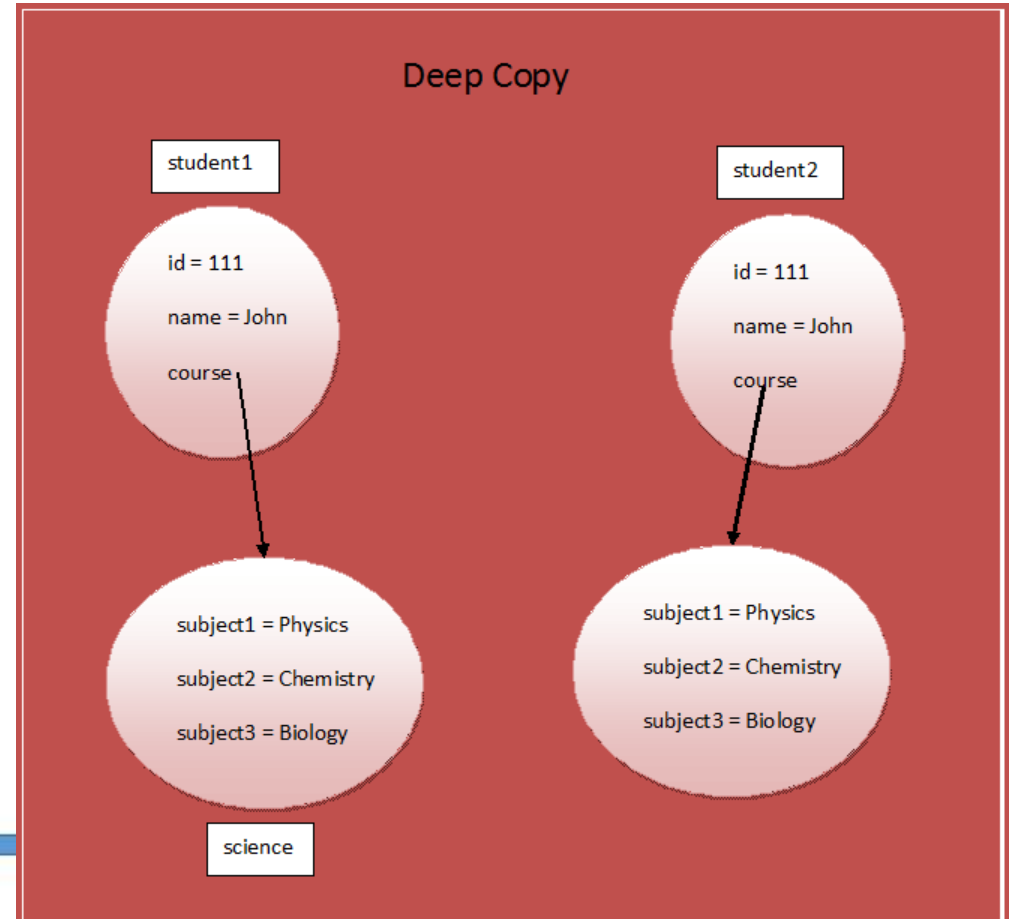 Deep Copy
student1
id = 111
name = John
course
subject1 = Physics
subject2 = Chemistry
subject3 = Biology
science
student2
id = 111
name = John
course
subject1 = Physics
subject2 = Chemistry
subject3 = Biology